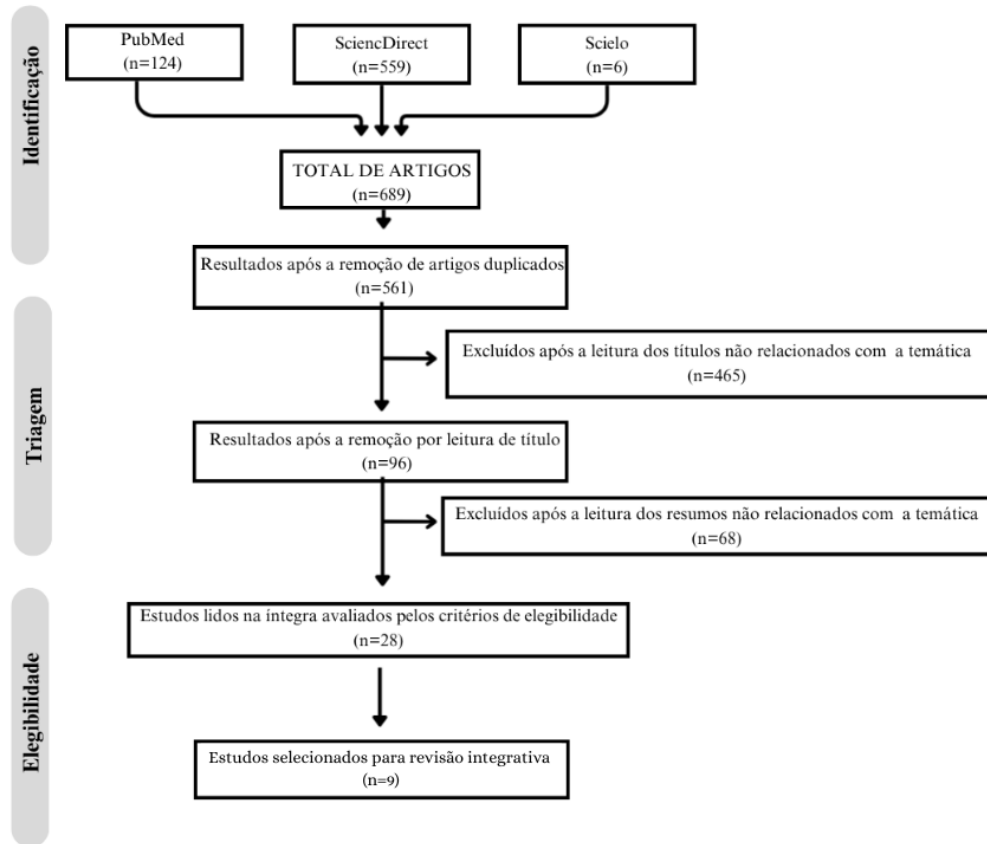 Identificação
PubMed
(n=124)
SciencDirect
(n=559)
Scielo
(n=6)
TOTAL DE ARTIGOS
(n=689)
Resultados após a remoção de artigos duplicados
(n=561)
Triagem
Excluídos após a leitura dos títulos não relacionados com a temática
(n=465)
Resultados após a remoção por leitura de título
(n=96)
Excluídos após a leitura dos resumos não relacionados com a temática
(n=68)
Elegibilidade
Estudos lidos na íntegra avaliados pelos critérios de elegibilidade
(n=28)
Estudos selecionados para revisão integrativa
(n=9)